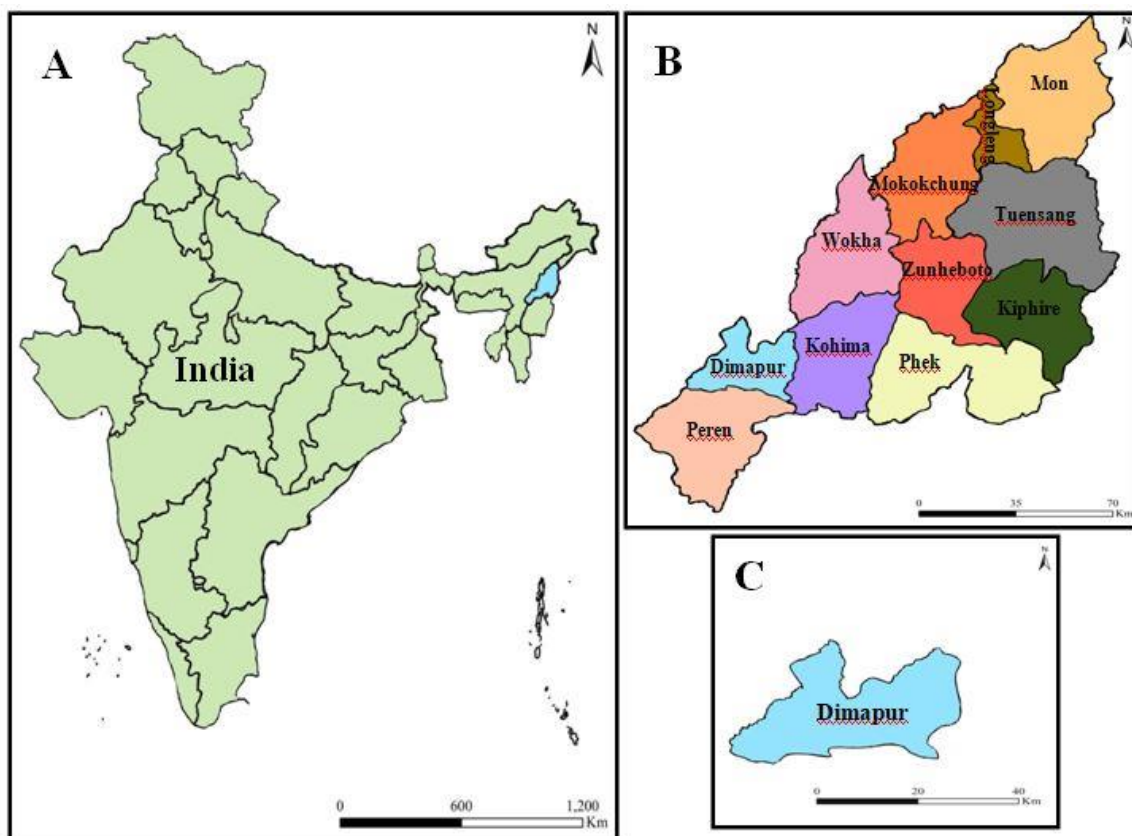 A
N
India
0
600
1,200
Km
B
N
Mon
Longleng
Mokokchung
Tuensang
Wokha
Zunheboto
Kiphire
Kohima
Phek
Dimapur
Peren
0
35
70
Km
C
N
Dimapur
0
20
40
Km